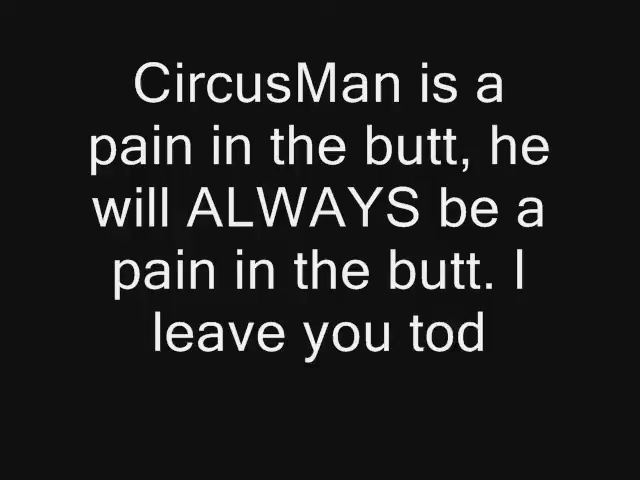 CircusMan is a
pain in the butt, he
will ALWAYS be a
pain in the butt. I
leave you tod